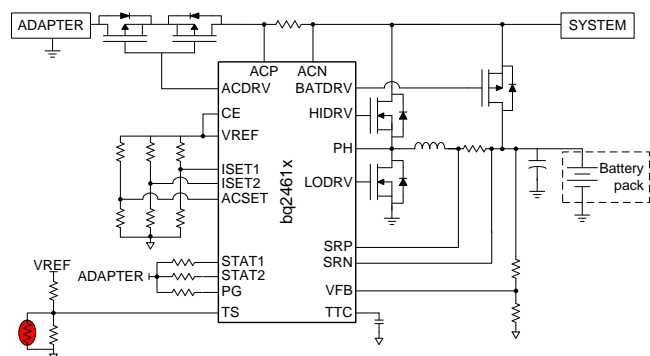 ADAPTER
SYSTEM
ACP
ACN
ACDRV
BATDRV
CE
HIDRV
VREF
PH
ISET1
ISET2
ACSET
LODRV
bq2461x
Battery
pack
SRP
SRN
STAT1
ADAPTER
STAT2
PG
VFB
VREF
TS
TTC